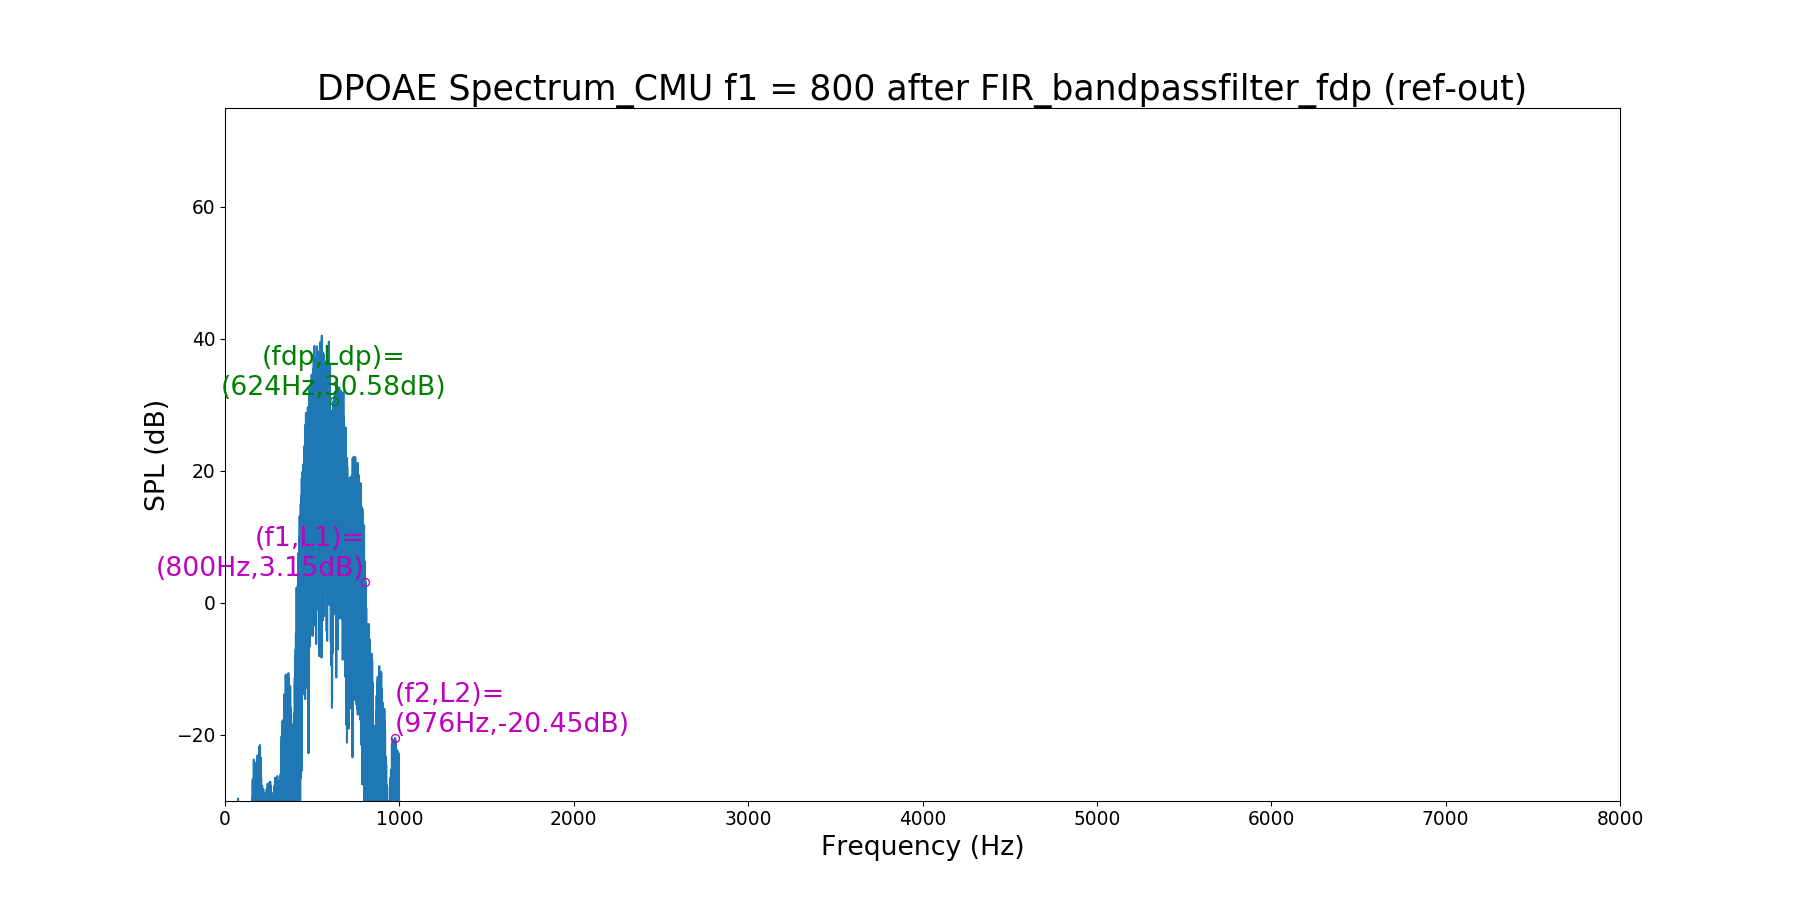 DPOAE Spectrum_CMU f1 = 800 after FIR_bandpassfilter_fdp (ref-out)
60
40
20
0
−20
SPL (dB)
(fdp,Ldp)=
(624Hz,30.58dB)
(f1,L1)=
(800Hz,3.15dB)
(f2,L2)=
(976Hz,-20.45dB)
0 1000 2000 3000 4000 5000 6000 7000 8000
Frequency (Hz)